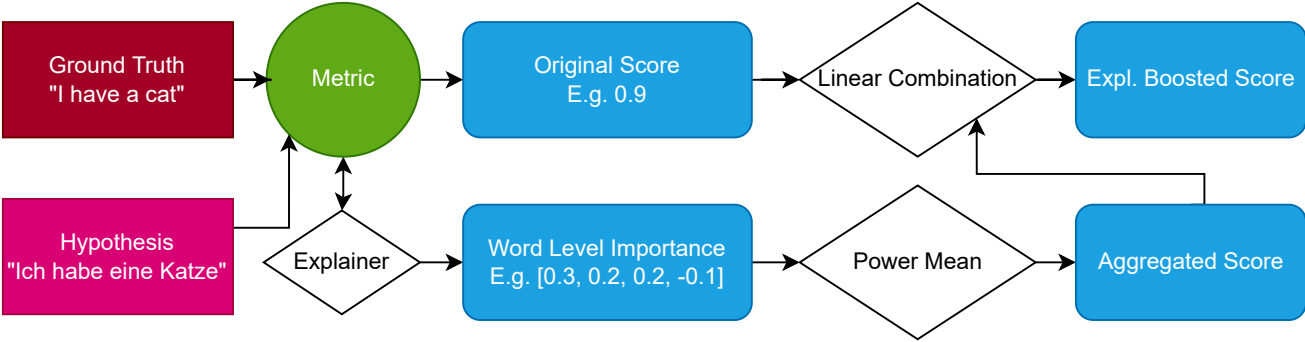 Ground Truth
"I have a cat"
Metric
Original Score
E.g. 0.9
Linear Combination
Expl. Boosted Score
Hypothesis
"Ich habe eine Katze"
Explainer
Word Level Importance
E.g. [0.3, 0.2, 0.2, -0.1]
Power Mean
Aggregated Score